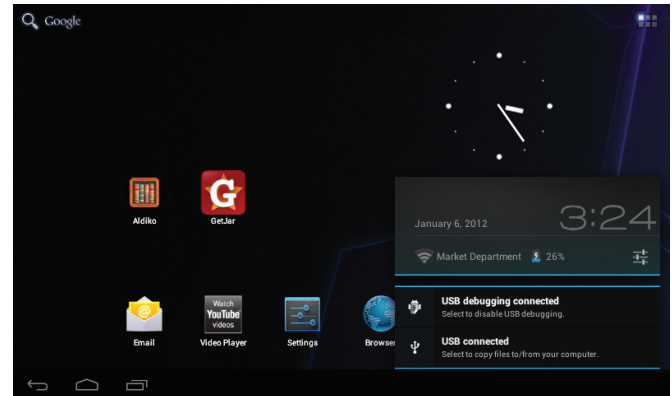 Google
Aldiko
GetJar
January 6, 2012
3:24
Market Department
26%
Watch
YouTube
videos
Email
Video Player
Settings
Browser
USB debugging connected
Select to disable USB debugging.
USB connected
Select to copy files to/from your computer.